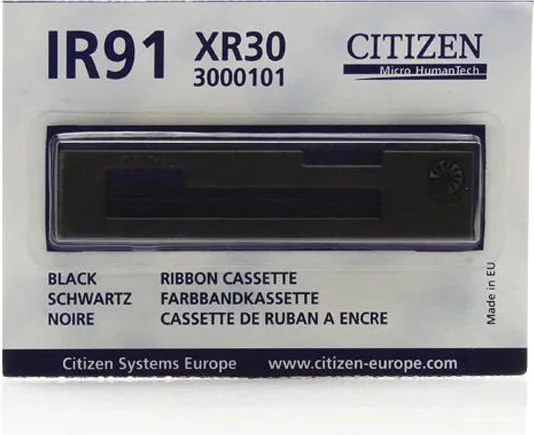 IR91 XR30
3000101
CITIZEN
Micro HumanTech
BLACK RIBBON CASSETTE
SCHWARTZ FARBBANDKASSETTE
NOIRE CASSETTE DE RUBAN A ENCRE
Made in EU
Citizen Systems Europe www.citizen-europe.com